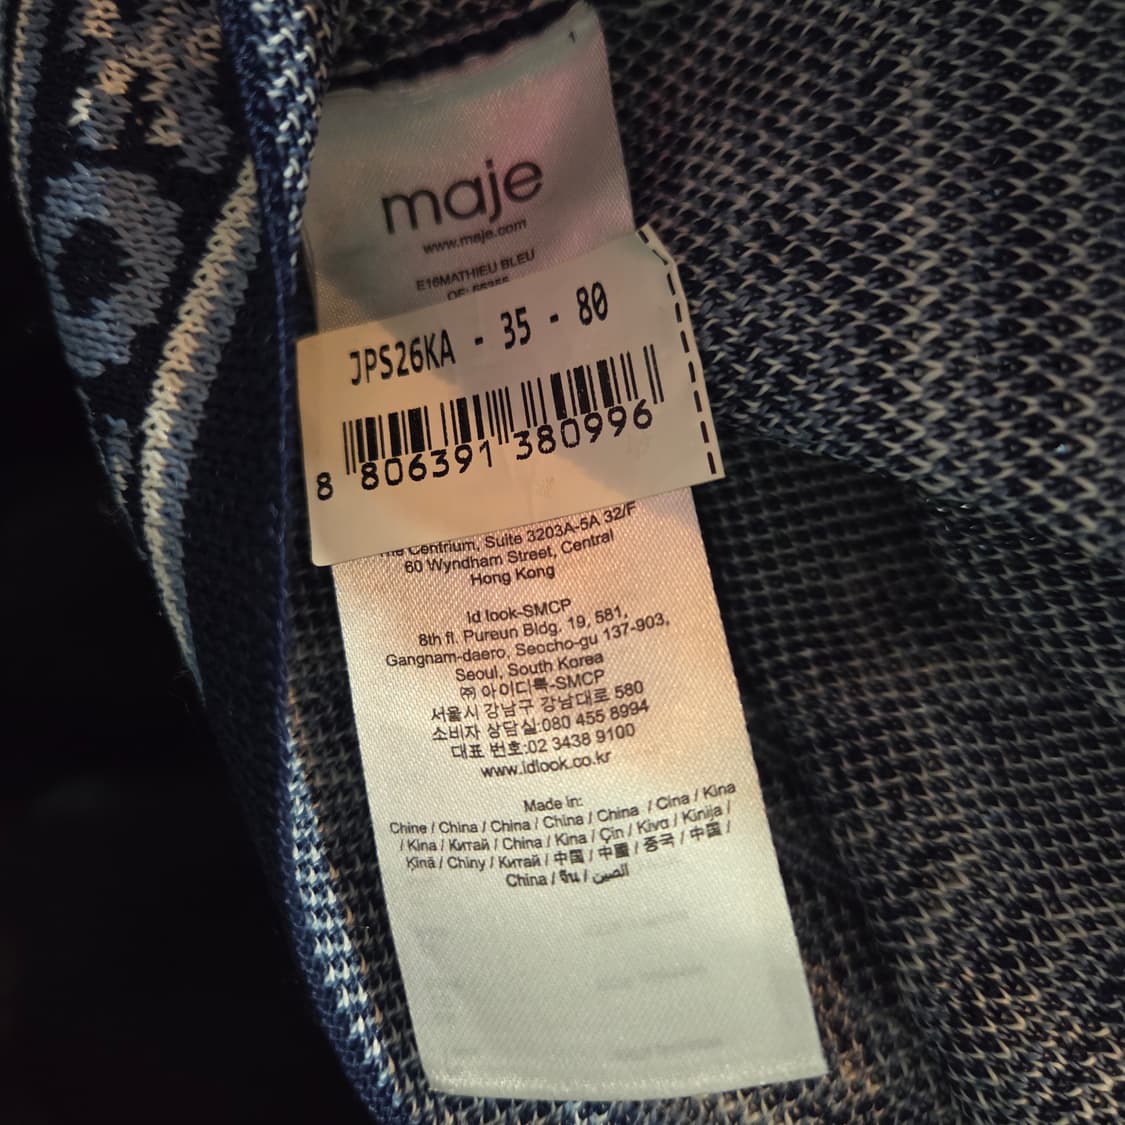 maje
www.maje.com
E16MATHIEU BLEU
JPS26KA - 35 - 80
8 806391 380996
The Centrium, Suite 3203A-5A 32/F
60 Wyndham Street, Central
Hong Kong
Id look-SMCP
8th fl. Pureun Bldg. 19, 581,
Gangnam-daero, Seocho-gu 137-903,
Seoul, South Korea
㈜ 아이디룩-SMCP
서울시 강남구 강남대로 580
소비자 상담실:080 455 8994
대표 번호:02 3438 9100
www.idlook.co.kr
Made in:
Chine / China / China / China / China / Cina / Kina
/ Kina / Китай / China / Kina / Çin / Κίνα / Kinija /
Ķīnā / Chiny / Китай / 中国 / 中國 / 중국 / 中国 /
China / จีน / الصين